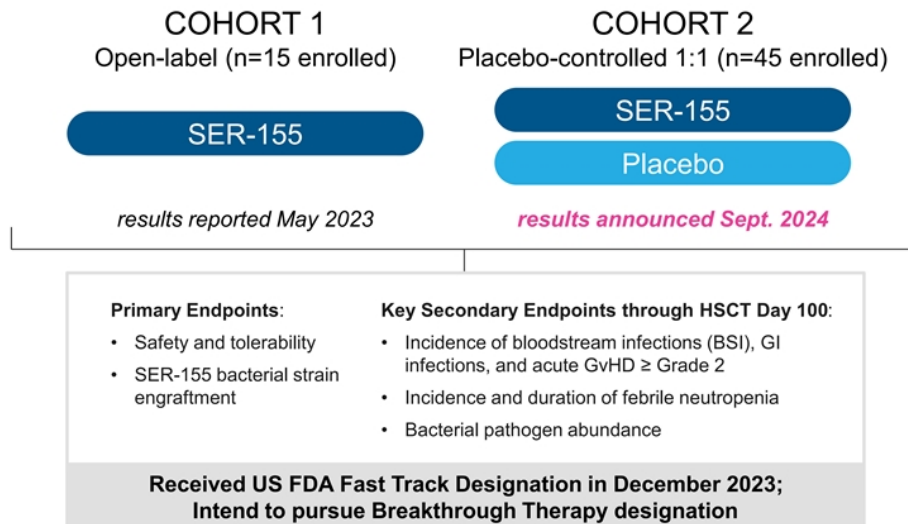 COHORT 1
Open-label (n=15 enrolled)
SER-155
results reported May 2023
COHORT 2
Placebo-controlled 1:1 (n=45 enrolled)
SER-155
Placebo
results announced Sept. 2024
Primary Endpoints:
• Safety and tolerability
• SER-155 bacterial strain
engraftment
Key Secondary Endpoints through HSCT Day 100:
• Incidence of bloodstream infections (BSI), GI
infections, and acute GvHD ≥ Grade 2
• Incidence and duration of febrile neutropenia
• Bacterial pathogen abundance
Received US FDA Fast Track Designation in December 2023;
Intend to pursue Breakthrough Therapy designation